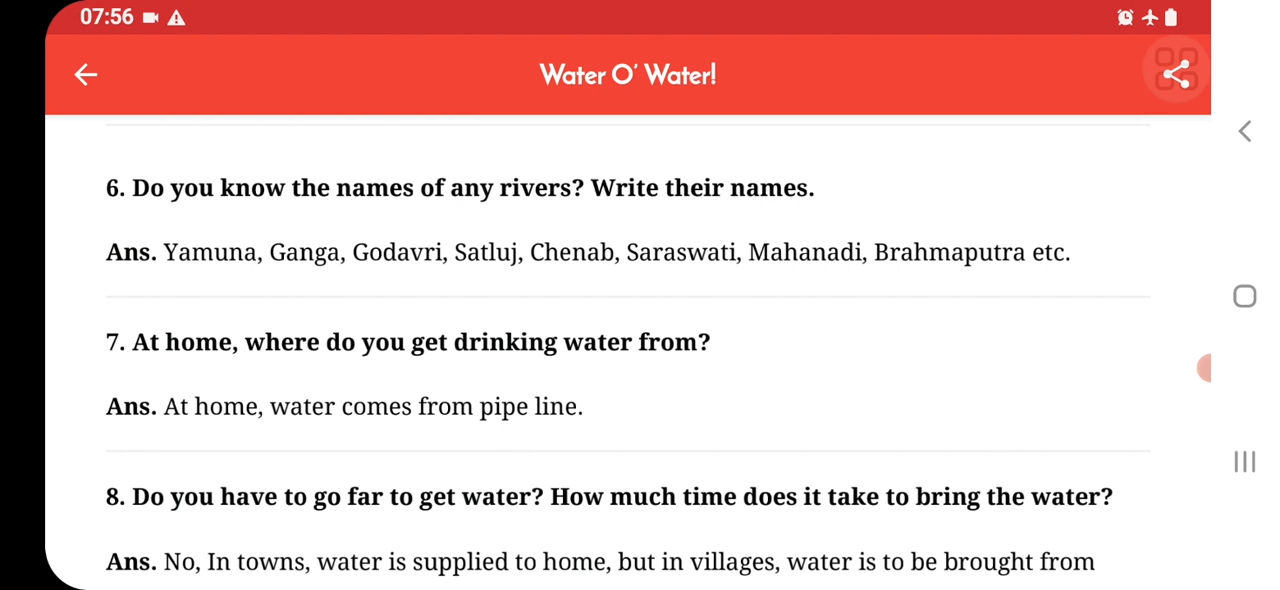 07:56
Water O' Water!
6. Do you know the names of any rivers? Write their names.
Ans. Yamuna, Ganga, Godavri, Satluj, Chenab, Saraswati, Mahanadi, Brahmaputra etc.
7. At home, where do you get drinking water from?
Ans. At home, water comes from pipe line.
8. Do you have to go far to get water? How much time does it take to bring the water?
Ans. No, In towns, water is supplied to home, but in villages, water is to be brought from